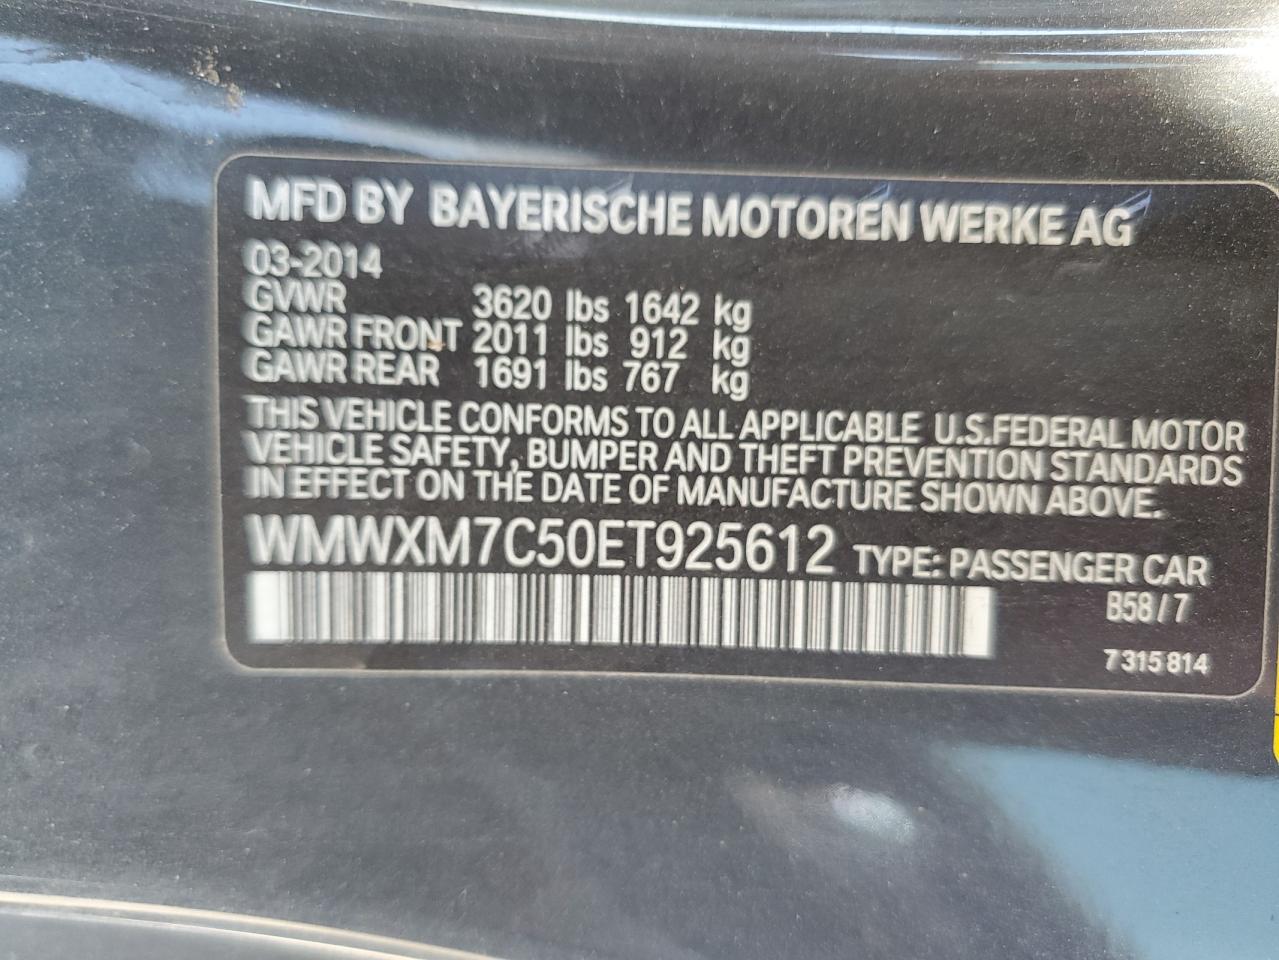 MFD BY BAYERISCHE MOTOREN WERKE AG
03-2014
GVWR 3620 lbs 1642 kg
GAWR FRONT 2011 lbs 912 kg
GAWR REAR 1691 lbs 767 kg
THIS VEHICLE CONFORMS TO ALL APPLICABLE U.S.FEDERAL MOTOR
VEHICLE SAFETY, BUMPER AND THEFT PREVENTION STANDARDS
IN EFFECT ON THE DATE OF MANUFACTURE SHOWN ABOVE.
WMWXM7C50ET925612 TYPE: PASSENGER CAR
B58/7
7 315 814